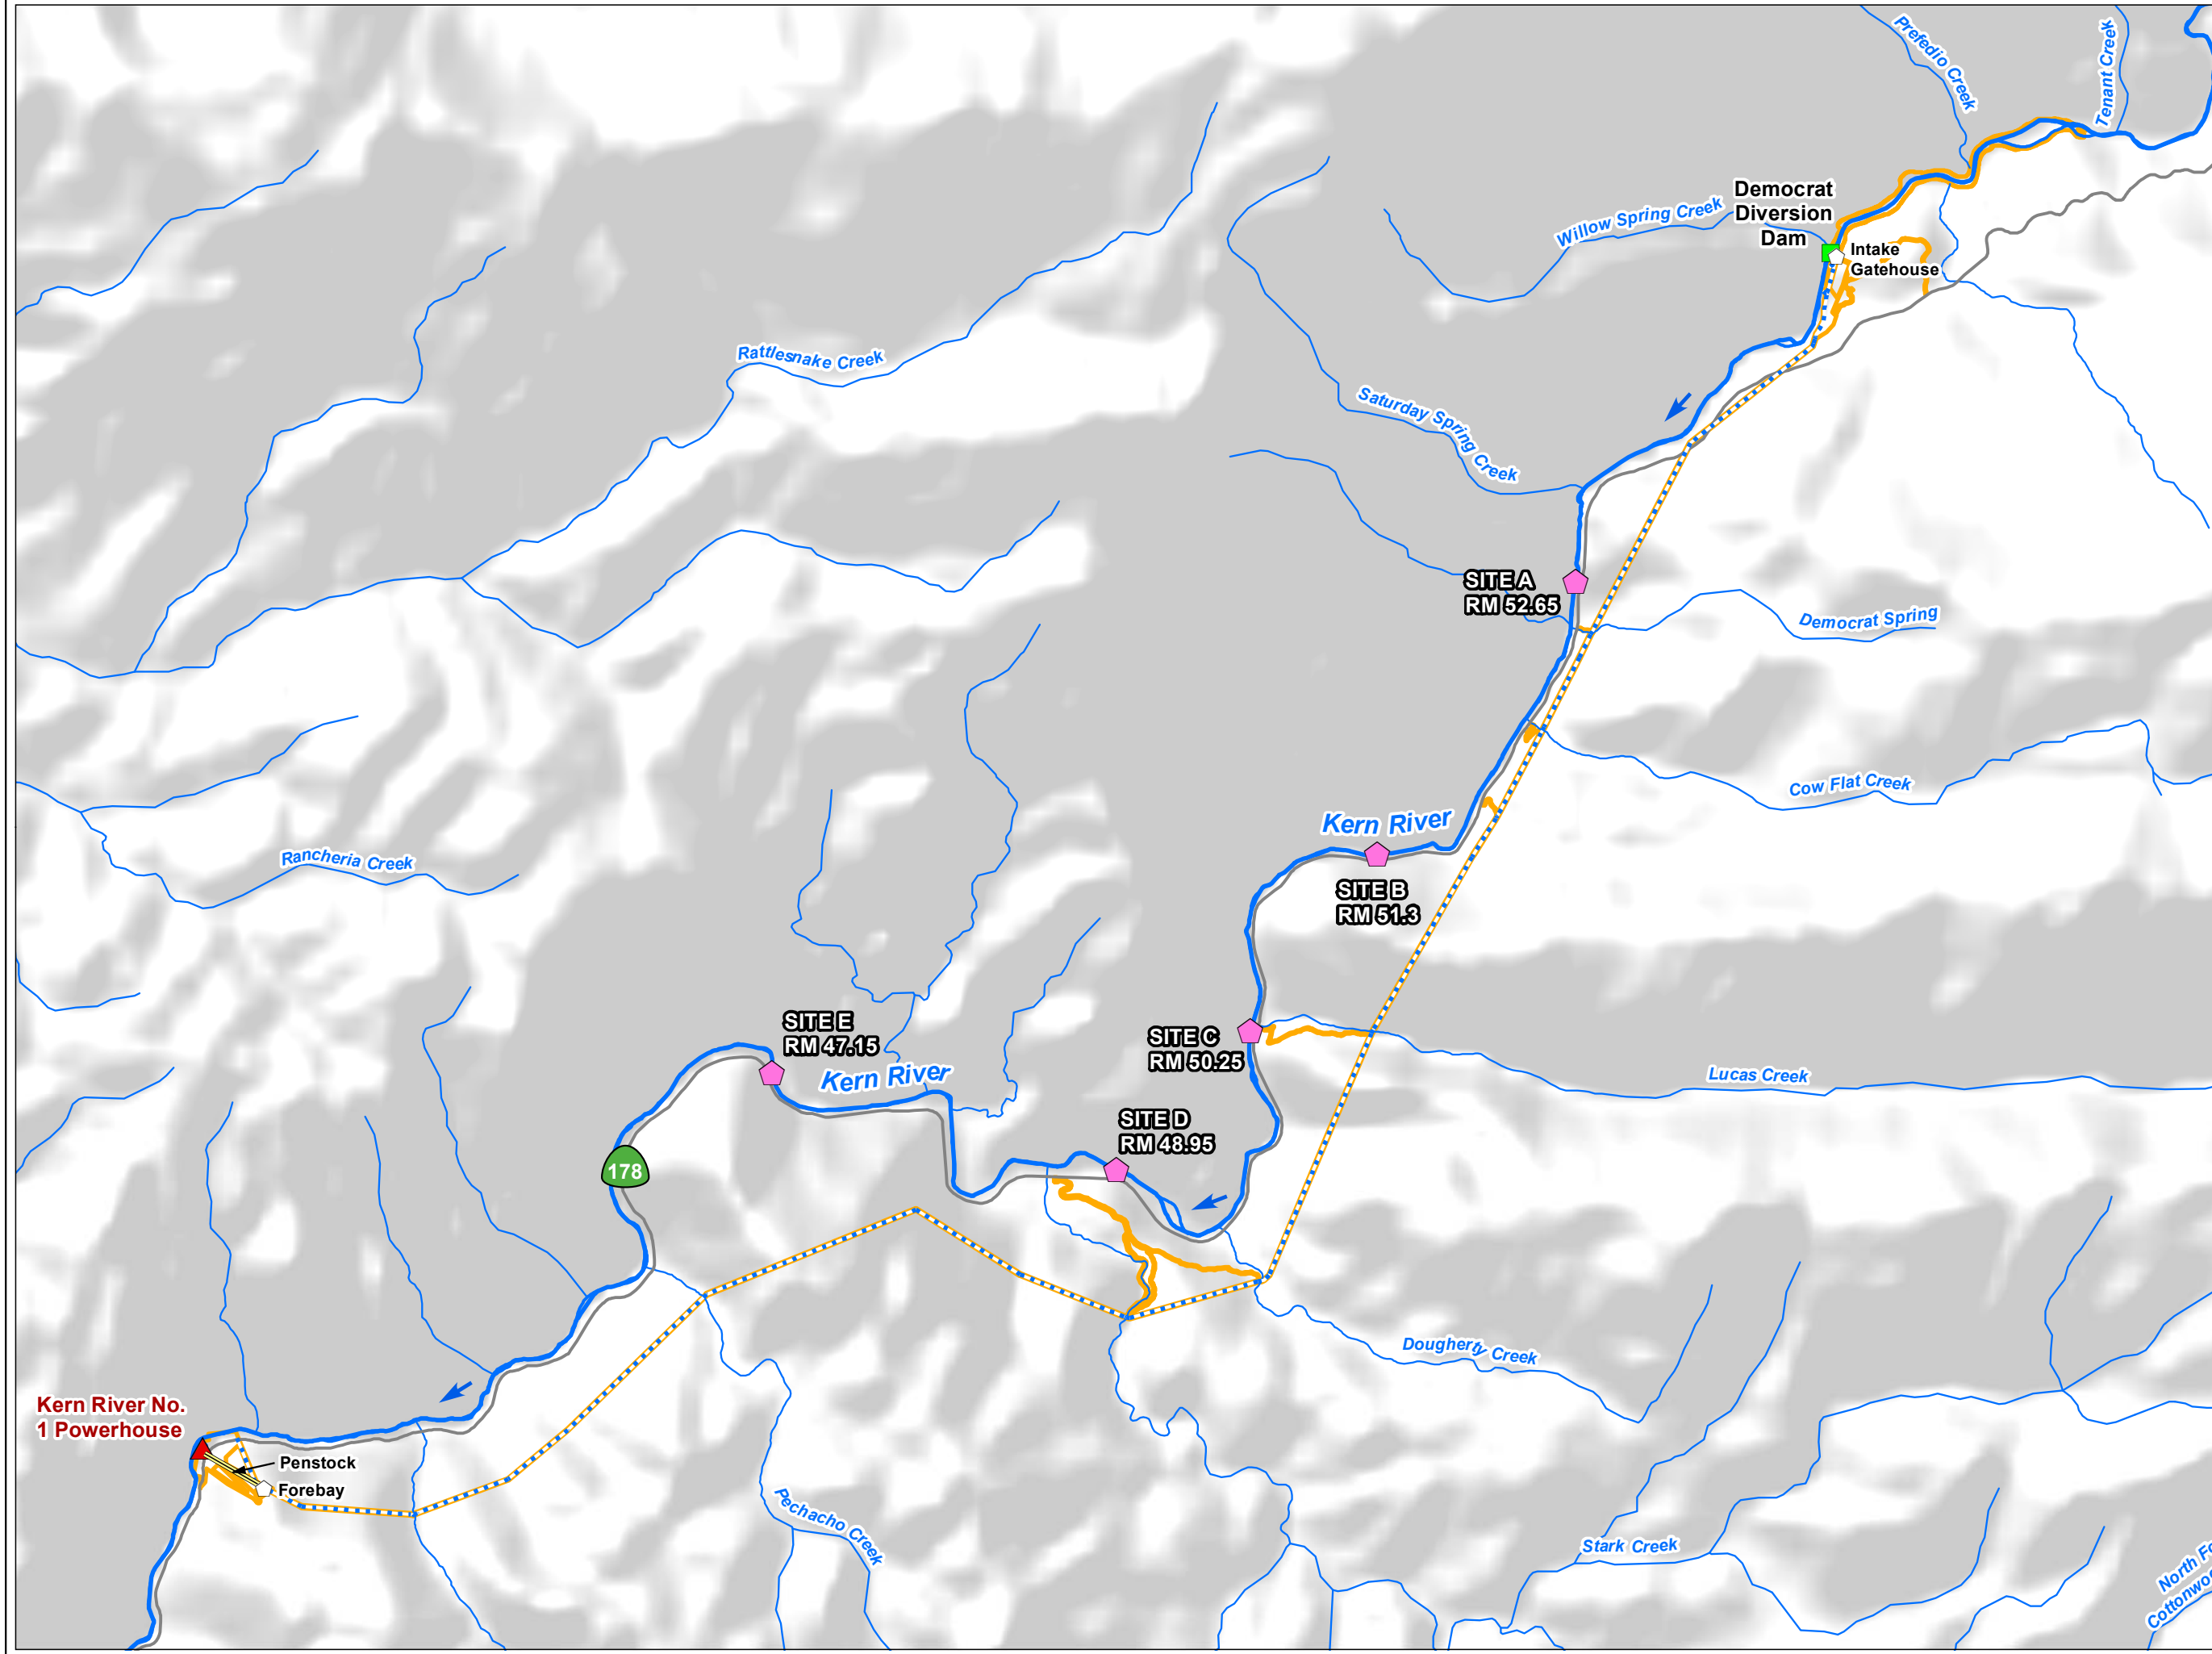 Prefedio Creek
Tenant Creek
Democrat
Diversion
Dam
Willow Spring Creek
Intake
Gatehouse
Rattlesnake Creek
Saturday Spring Creek
SITE A
RM 52.65
Democrat Spring
Cow Flat Creek
Kern River
Rancheria Creek
SITE B
RM 51.3
SITE E
RM 47.15
Kern River
SITE C
RM 50.25
Lucas Creek
SITE D
RM 48.95
178
Dougherty Creek
Kern River No.
1 Powerhouse
Penstock
Forebay
Pechacho Creek
Stark Creek
North